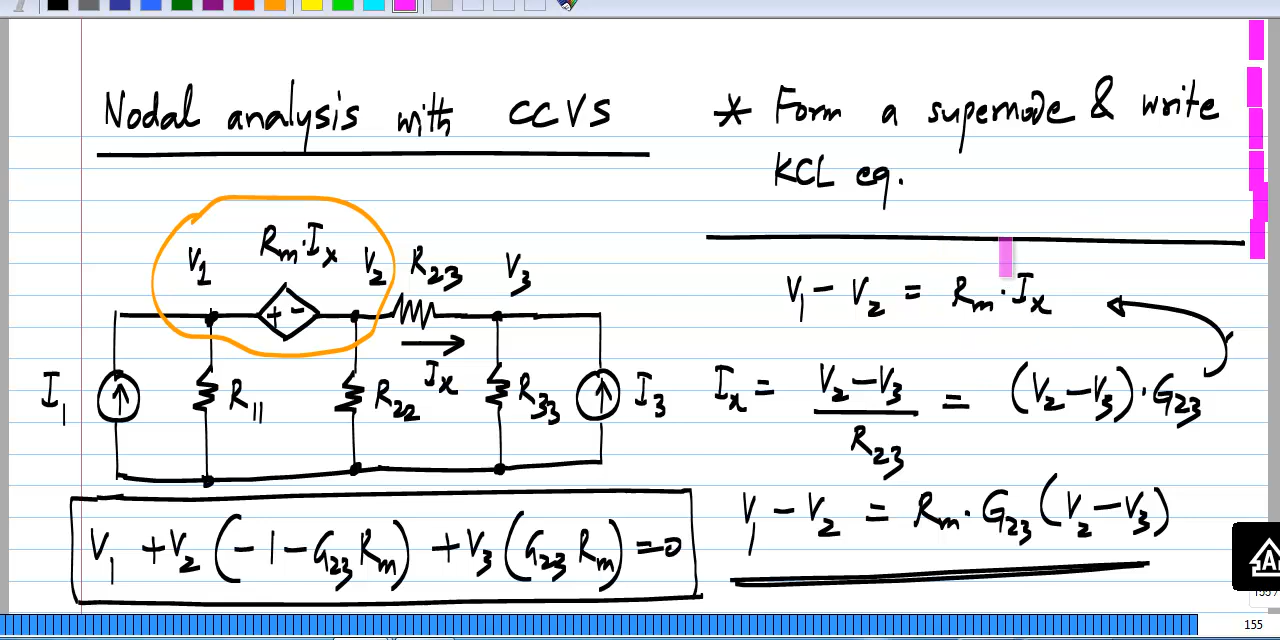 Nodal analysis with CCVS
* Form a supernode & write
KCL eq.
V1 Rm·Ix V2 R23 V3
+ -
Ix
I1 R11 R22 R33 I3
V1 - V2 = Rm·Ix
Ix = (V2 - V3)/R23 = (V2 - V3)·G23
V1 - V2 = Rm·G23(V2 - V3)
V1 + V2(-1 - G23Rm) + V3(G23Rm) = 0
A
155/
155